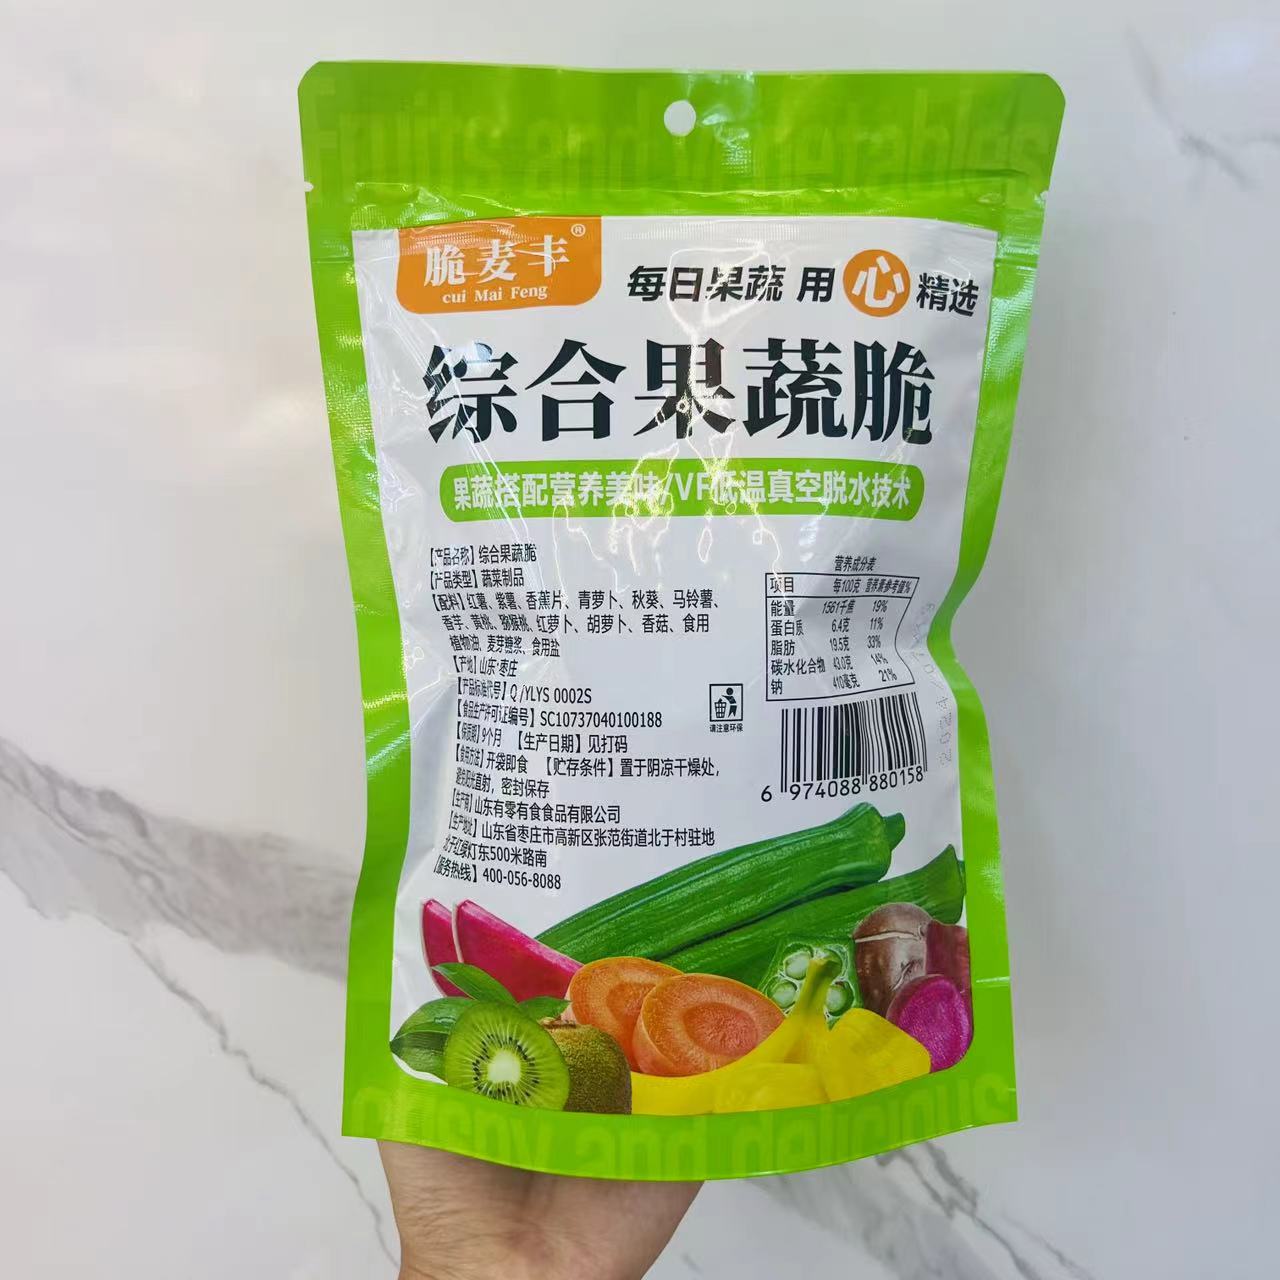 Fruits and Vegetables
脆麦丰®
cui Mai Feng
每日果蔬 用心精选
综合果蔬脆
果蔬搭配营养美味/VF低温真空脱水技术
【产品名称】综合果蔬脆
【产品类型】蔬菜制品
【配料】红薯、紫薯、香蕉片、青萝卜、秋葵、马铃薯、
香芋、黄桃、猕猴桃、红萝卜、胡萝卜、香菇、食用
植物油、麦芽糖浆、食用盐
【产地】山东·枣庄
【产品标准代号】Q/YLYS 0002S
【食品生产许可证编号】SC10737040100188
【保质期】9个月 【生产日期】见打码
【食用方法】开袋即食 【贮存条件】置于阴凉干燥处，
避免阳光直射，密封保存
【生产商】山东有零有食食品有限公司
【生产地址】山东省枣庄市高新区张范街道北于村驻地
北于红绿灯东500米路南
【服务热线】400-056-8088
营养成分表
项目 每100克 营养素参考值%
能量 1561千焦 19%
蛋白质 6.4克 11%
脂肪 19.5克 33%
碳水化合物 43.0克 14%
钠 410毫克 21%
请注意环保
6 974088 880158